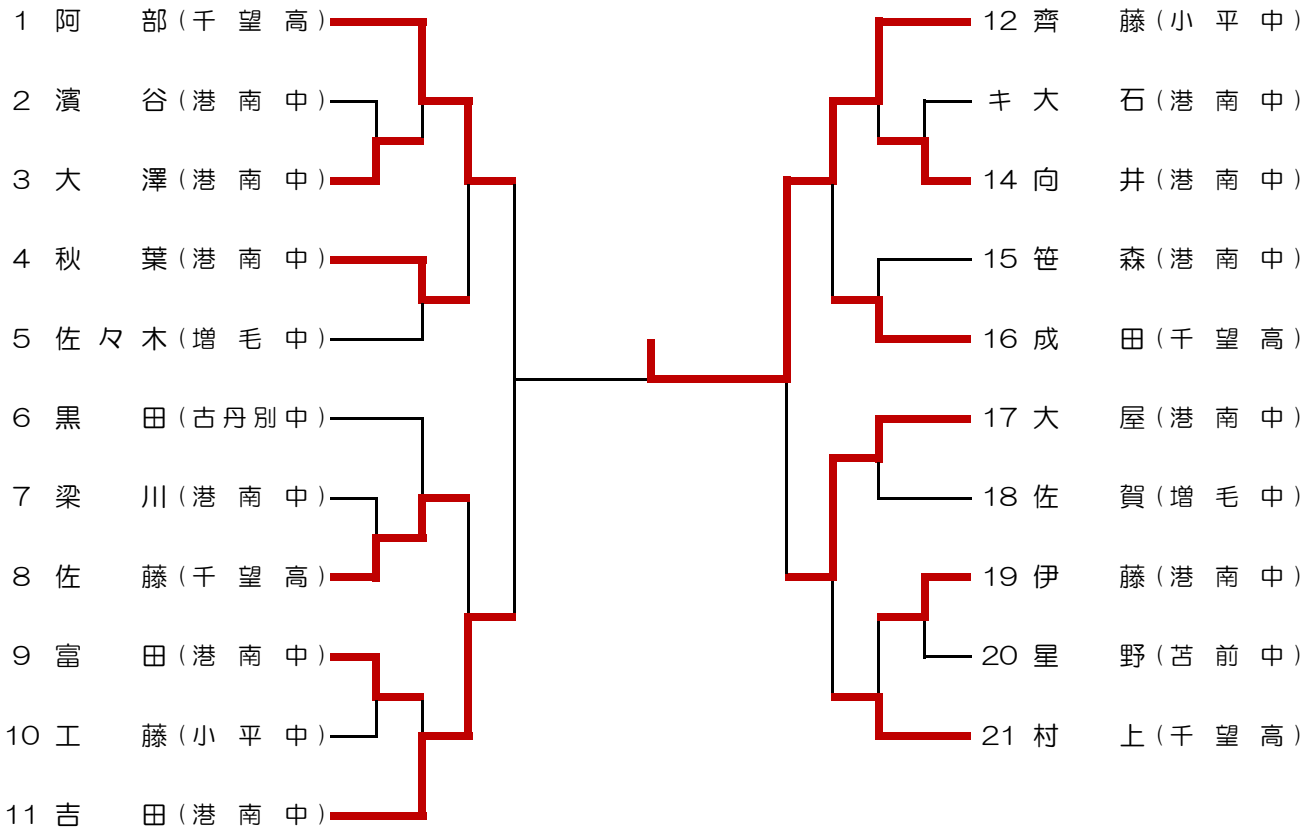 1 阿部(千望高)
2 濱谷(港南中)
3 大澤(港南中)
4 秋葉(港南中)
5 佐々木(増毛中)
6 黒田(古丹別中)
7 梁川(港南中)
8 佐藤(千望高)
9 富田(港南中)
10 工藤(小平中)
11 吉田(港南中)
12 齊藤(小平中)
キ 大石(港南中)
14 向井(港南中)
15 笹森(港南中)
16 成田(千望高)
17 大屋(港南中)
18 佐賀(増毛中)
19 伊藤(港南中)
20 星野(苫前中)
21 村上(千望高)